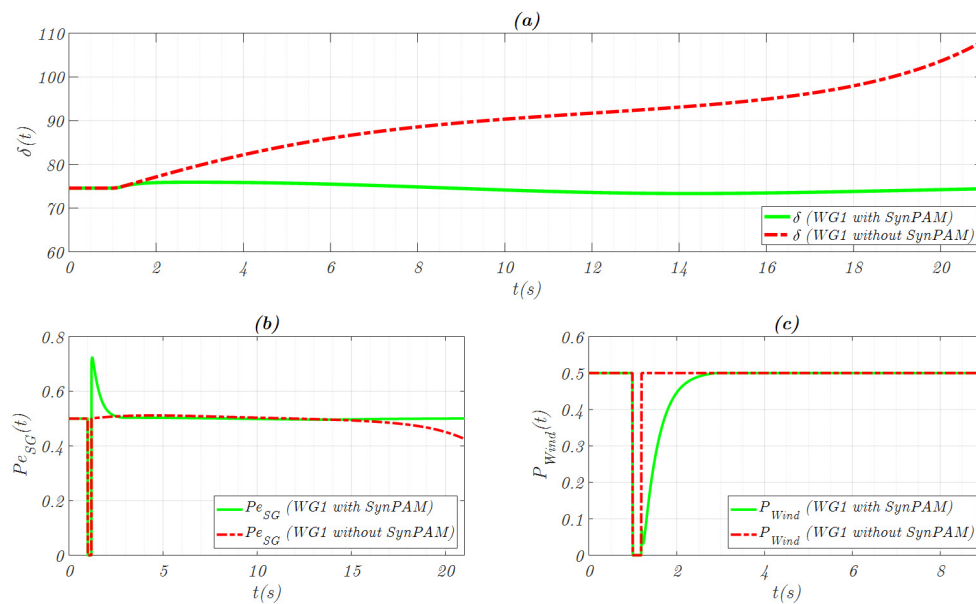 (a)
110
100
90
80
70
60
δ(t)
0 2 4 6 8 10 12 14 16 18 20
t(s)
δ (WG1 with SynPAM)
δ (WG1 without SynPAM)
(b)
0.8
0.6
0.4
0.2
0
Pe_SG(t)
0 5 10 15 20
t(s)
Pe_SG (WG1 with SynPAM)
Pe_SG (WG1 without SynPAM)
(c)
0.6
0.5
0.4
0.3
0.2
0.1
0
P_Wind(t)
0 2 4 6 8
t(s)
P_Wind (WG1 with SynPAM)
P_Wind (WG1 without SynPAM)